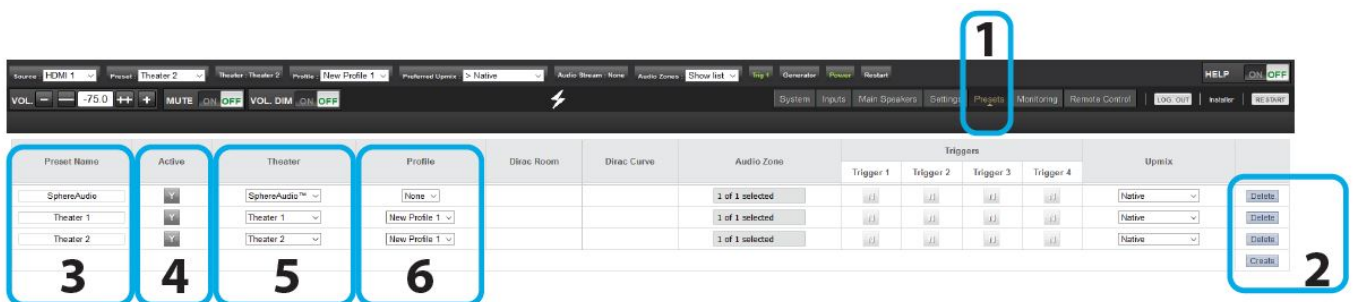 1
Source : HDMI 1 Preset : Theater 2 Theater : Theater 2 Profile : New Profile 1 Preferred Upmix : > Native Audio Stream : None Audio Zones : Show list Trig 1 Generator Power Restart HELP ON OFF
VOL. - — -75.0 ++ + MUTE ON OFF VOL. DIM ON OFF System Inputs Main Speakers Settings Presets Monitoring Remote Control LOG OUT Installer RESTART
Preset Name Active Theater Profile Dirac Room Dirac Curve Audio Zone Triggers Upmix
Trigger 1 Trigger 2 Trigger 3 Trigger 4
SphereAudio Y SphereAudio™ None 1 of 1 selected Native Delete
Theater 1 Y Theater 1 New Profile 1 1 of 1 selected Native Delete
Theater 2 Y Theater 2 New Profile 1 1 of 1 selected Native Delete
Create
3 4 5 6 2